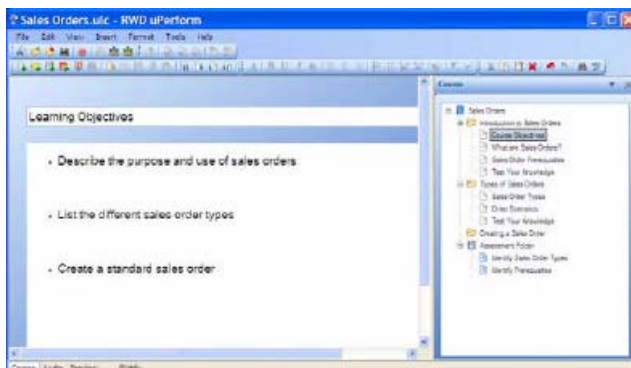 Sales Orders.ulc - RWD uPerform
File Edit View Insert Format Tools Help
Course
Learning Objectives
• Describe the purpose and use of sales orders
• List the different sales order types
• Create a standard sales order
Sales Orders
Introduction to Sales Orders
Course Objectives
What are Sales Orders?
Sales Order Prerequisites
Test Your Knowledge
Types of Sales Orders
Sales Order Types
Order Scenarios
Test Your Knowledge
Creating a Sales Order
Assessment Folder
Identify Sales Order Types
Identify Prerequisites
Course Audio Preview